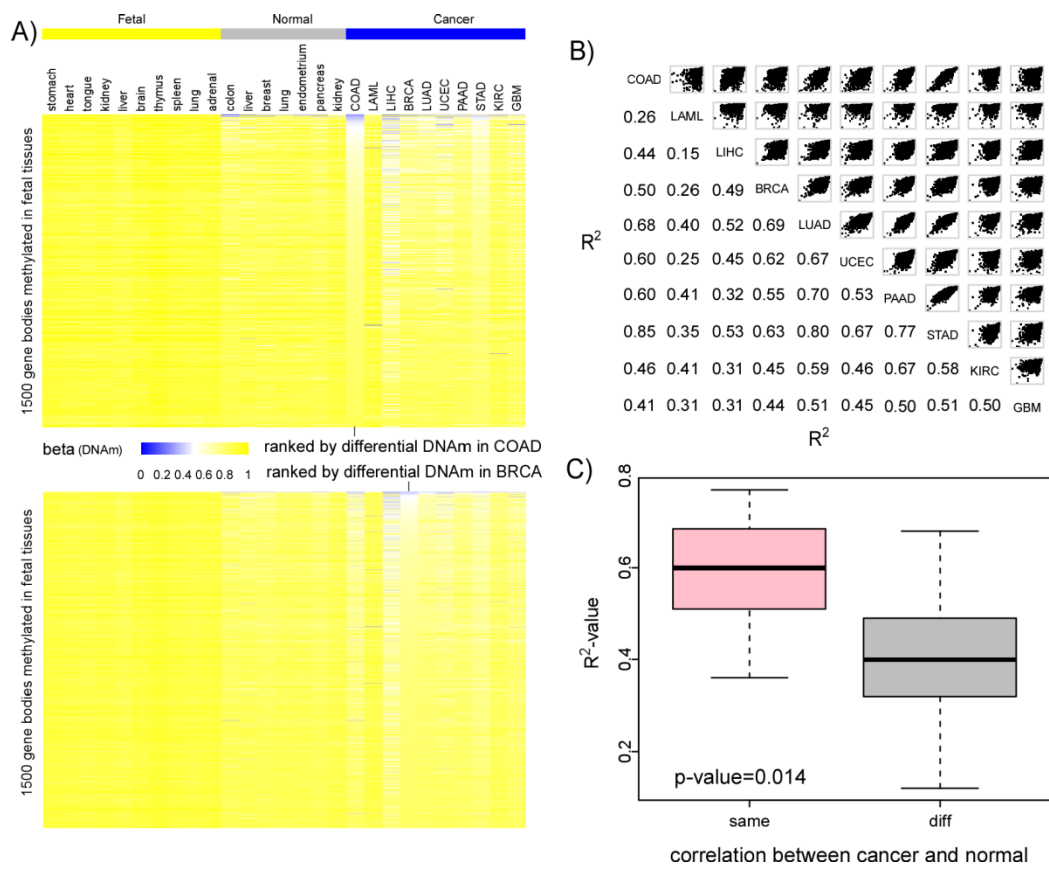 A)
Fetal Normal Cancer
stomach heart tongue kidney liver brain thymus spleen lung adrenal colon liver breast lung endometrium pancreas kidney COAD LAML LIHC BRCA LUAD UCEC PAAD STAD KIRC GBM
1500 gene bodies methylated in fetal tissues
beta (DNAm)
0 0.2 0.4 0.6 0.8 1
ranked by differential DNAm in COAD
ranked by differential DNAm in BRCA
1500 gene bodies methylated in fetal tissues
B)
COAD
0.26 LAML
0.44 0.15 LIHC
0.50 0.26 0.49 BRCA
0.68 0.40 0.52 0.69 LUAD
R²
0.60 0.25 0.45 0.62 0.67 UCEC
0.60 0.41 0.32 0.55 0.70 0.53 PAAD
0.85 0.35 0.53 0.63 0.80 0.67 0.77 STAD
0.46 0.41 0.31 0.45 0.59 0.46 0.67 0.58 KIRC
0.41 0.31 0.31 0.44 0.51 0.45 0.50 0.51 0.50 GBM
R²
C)
0.8
0.6
0.4
0.2
R²-value
p-value=0.014
same diff
correlation between cancer and normal